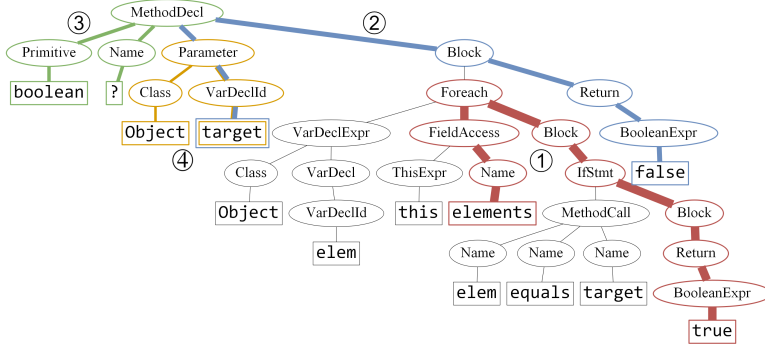 MethodDecl
③ ②
Primitive Name Parameter Block
boolean ? Class VarDeclId Foreach Return
Object target VarDeclExpr FieldAccess Block BooleanExpr
④ ①
Class VarDecl ThisExpr Name IfStmt false
Object VarDeclId this elements MethodCall Block
elem Name Name Name Return
elem equals target BooleanExpr
true